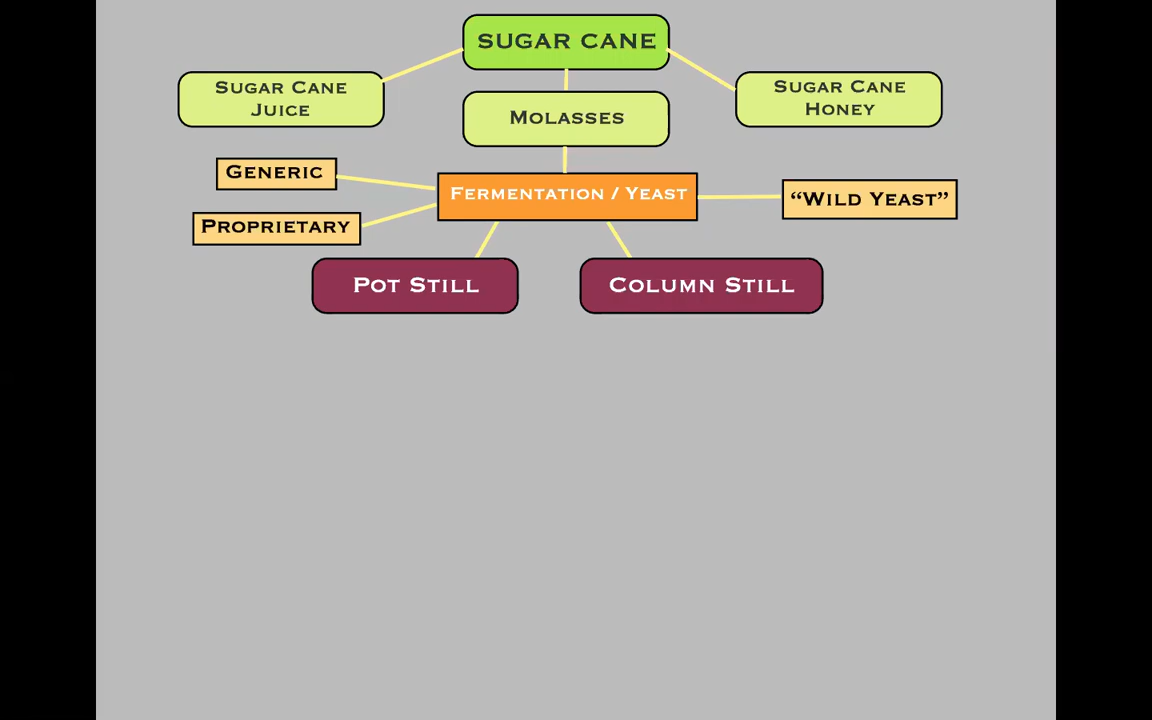 SUGAR CANE
SUGAR CANE
JUICE
MOLASSES
SUGAR CANE
HONEY
GENERIC
PROPRIETARY
FERMENTATION / YEAST
“WILD YEAST”
POT STILL
COLUMN STILL